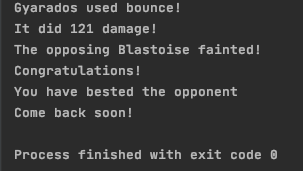 Gyarados used bounce!
It did 121 damage!
The opposing Blastoise fainted!
Congratulations!
You have bested the opponent
Come back soon!
Process finished with exit code 0